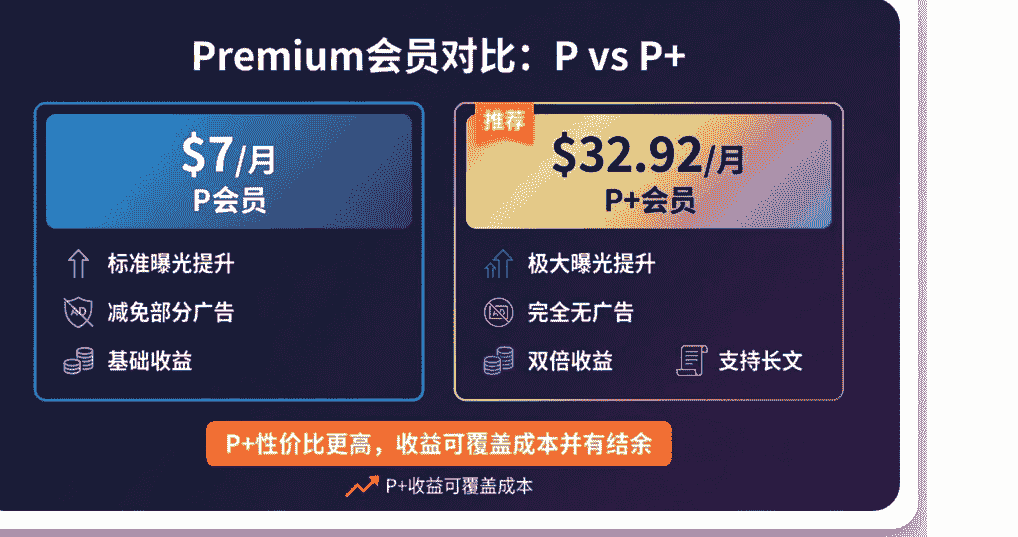 Premium会员对比：P vs P+
$7/月
P会员
标准曝光提升
AD
减免部分广告
基础收益
推荐
$32.92/月
P+会员
极大曝光提升
AD
完全无广告
双倍收益
支持长文
P+性价比更高，收益可覆盖成本并有结余
P+收益可覆盖成本